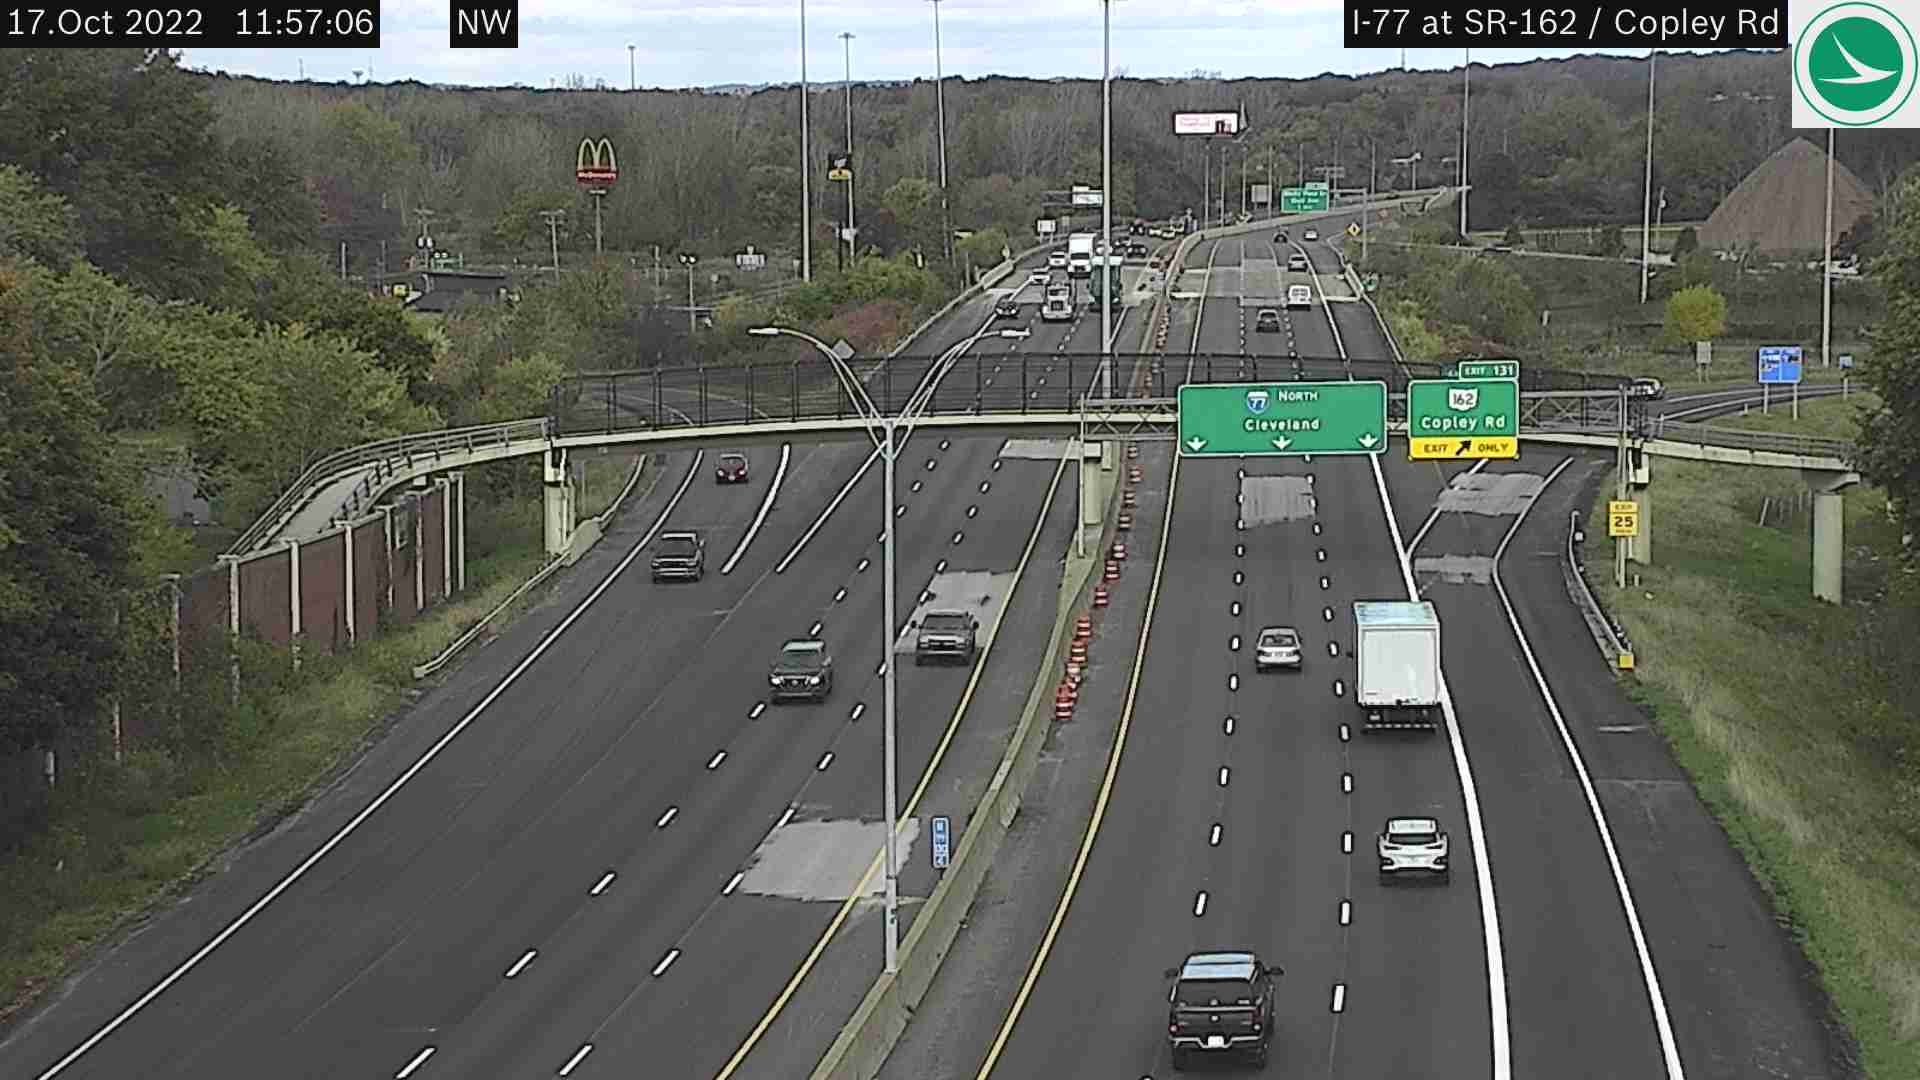 17.Oct 2022 11:57:06
NW
I-77 at SR-162 / Copley Rd
McDonald's
EXIT 131
77 NORTH
Cleveland
162
Copley Rd
EXIT ONLY
EXIT
25